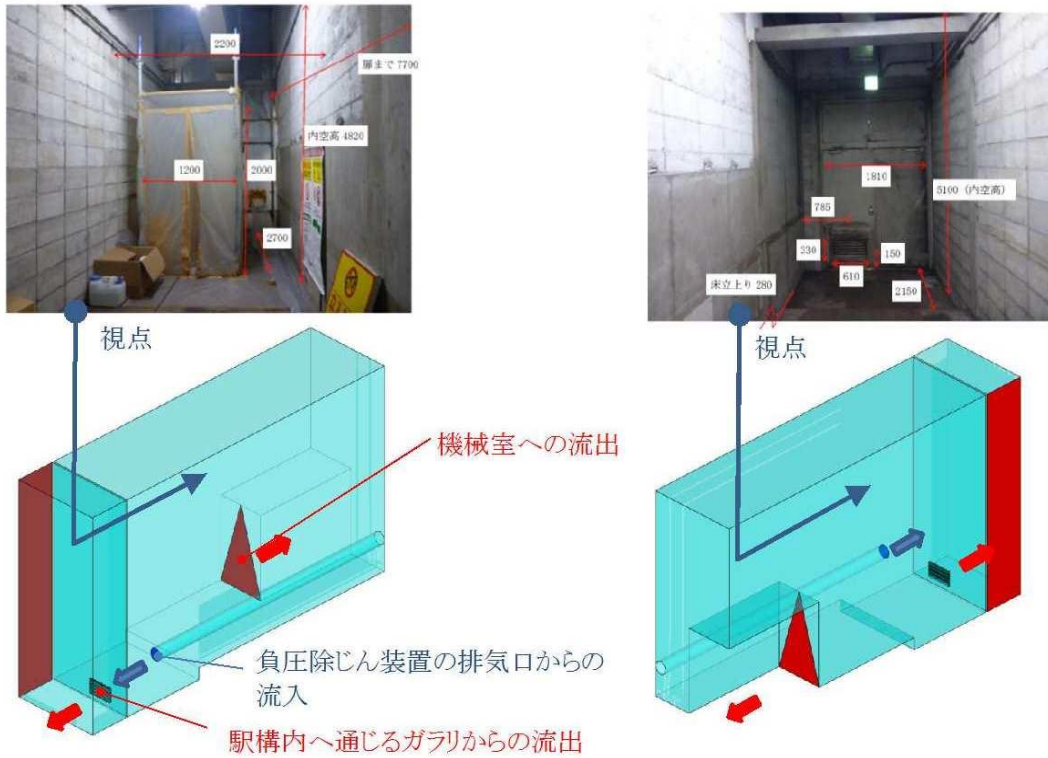 2200
扉まで 7700
内空高 4820
1200
2000
2700
1810
5100（内空高）
785
230
150
610
床立上り 280
2150
視点
視点
機械室への流出
負圧除じん装置の排気口からの
流入
駅構内へ通じるガラリからの流出